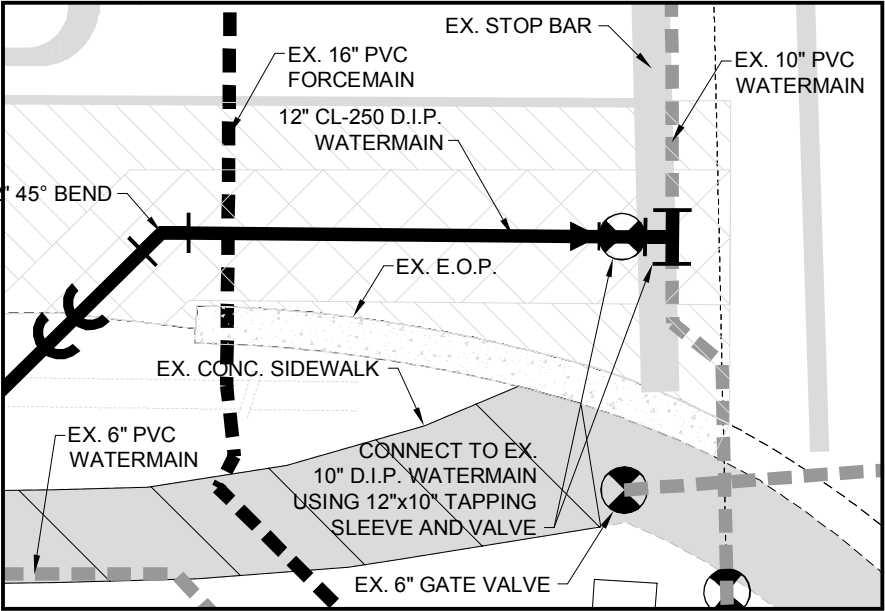 EX. STOP BAR
EX. 16" PVC
FORCEMAIN
EX. 10" PVC
WATERMAIN
12" CL-250 D.I.P.
WATERMAIN
45° BEND
EX. E.O.P.
EX. CONC. SIDEWALK
EX. 6" PVC
WATERMAIN
CONNECT TO EX.
10" D.I.P. WATERMAIN
USING 12"x10" TAPPING
SLEEVE AND VALVE
EX. 6" GATE VALVE